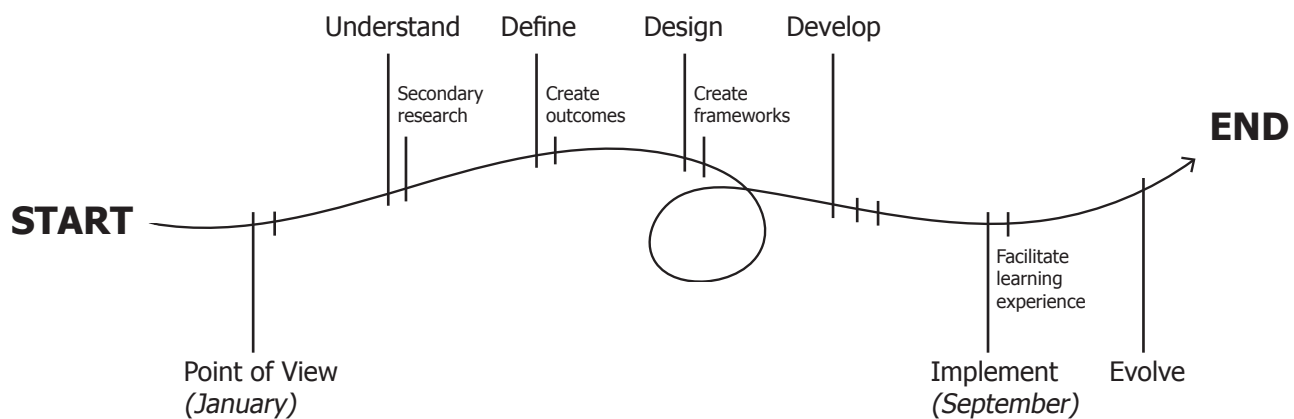 Understand
Define
Design
Develop
Secondary
research
Create
outcomes
Create
frameworks
END
START
Facilitate
learning
experience
Point of View
(January)
Implement
(September)
Evolve